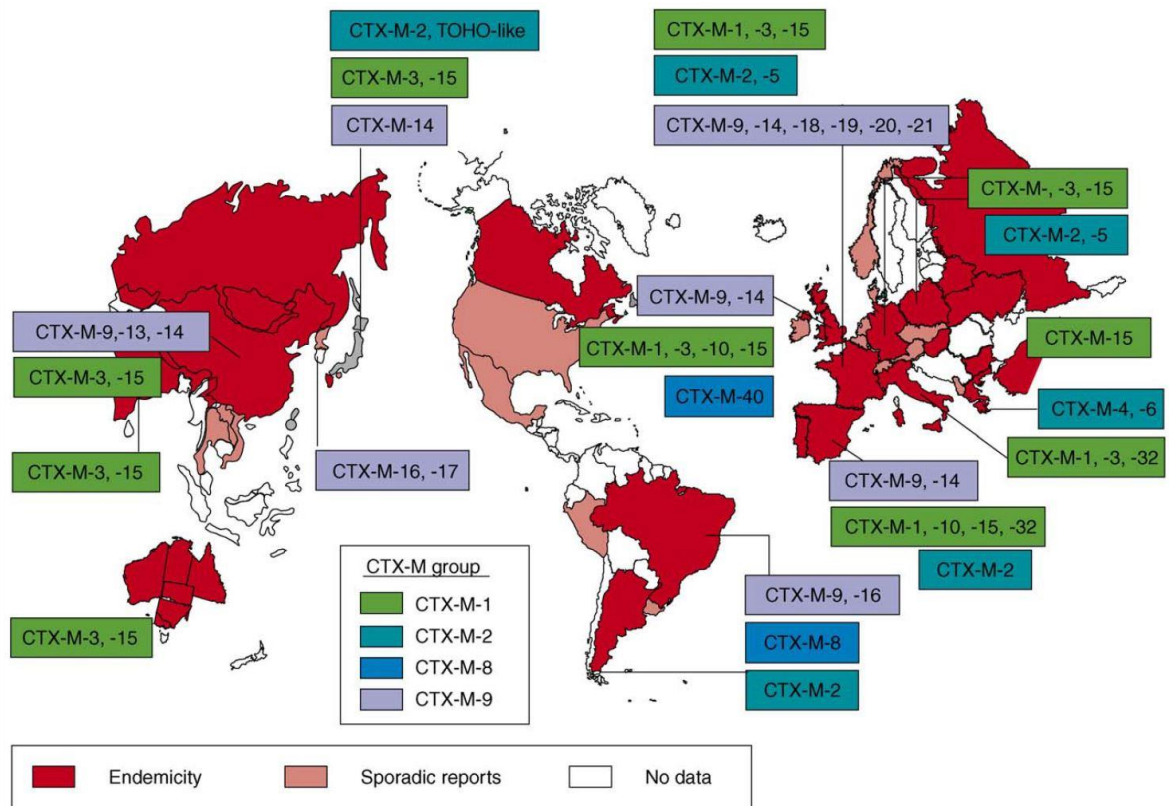 CTX-M-2, TOHO-like
CTX-M-3, -15
CTX-M-14
CTX-M-1, -3, -15
CTX-M-2, -5
CTX-M-9, -14, -18, -19, -20, -21
CTX-M-, -3, -15
CTX-M-2, -5
CTX-M-9,-13, -14
CTX-M-3, -15
CTX-M-3, -15
CTX-M-16, -17
CTX-M-9, -14
CTX-M-1, -3, -10, -15
CTX-M-40
CTX-M-15
CTX-M-4, -6
CTX-M-1, -3, -32
CTX-M-9, -14
CTX-M-1, -10, -15, -32
CTX-M-2
CTX-M-3, -15
CTX-M-9, -16
CTX-M-8
CTX-M-2
CTX-M group
CTX-M-1
CTX-M-2
CTX-M-8
CTX-M-9
Endemicity
Sporadic reports
No data